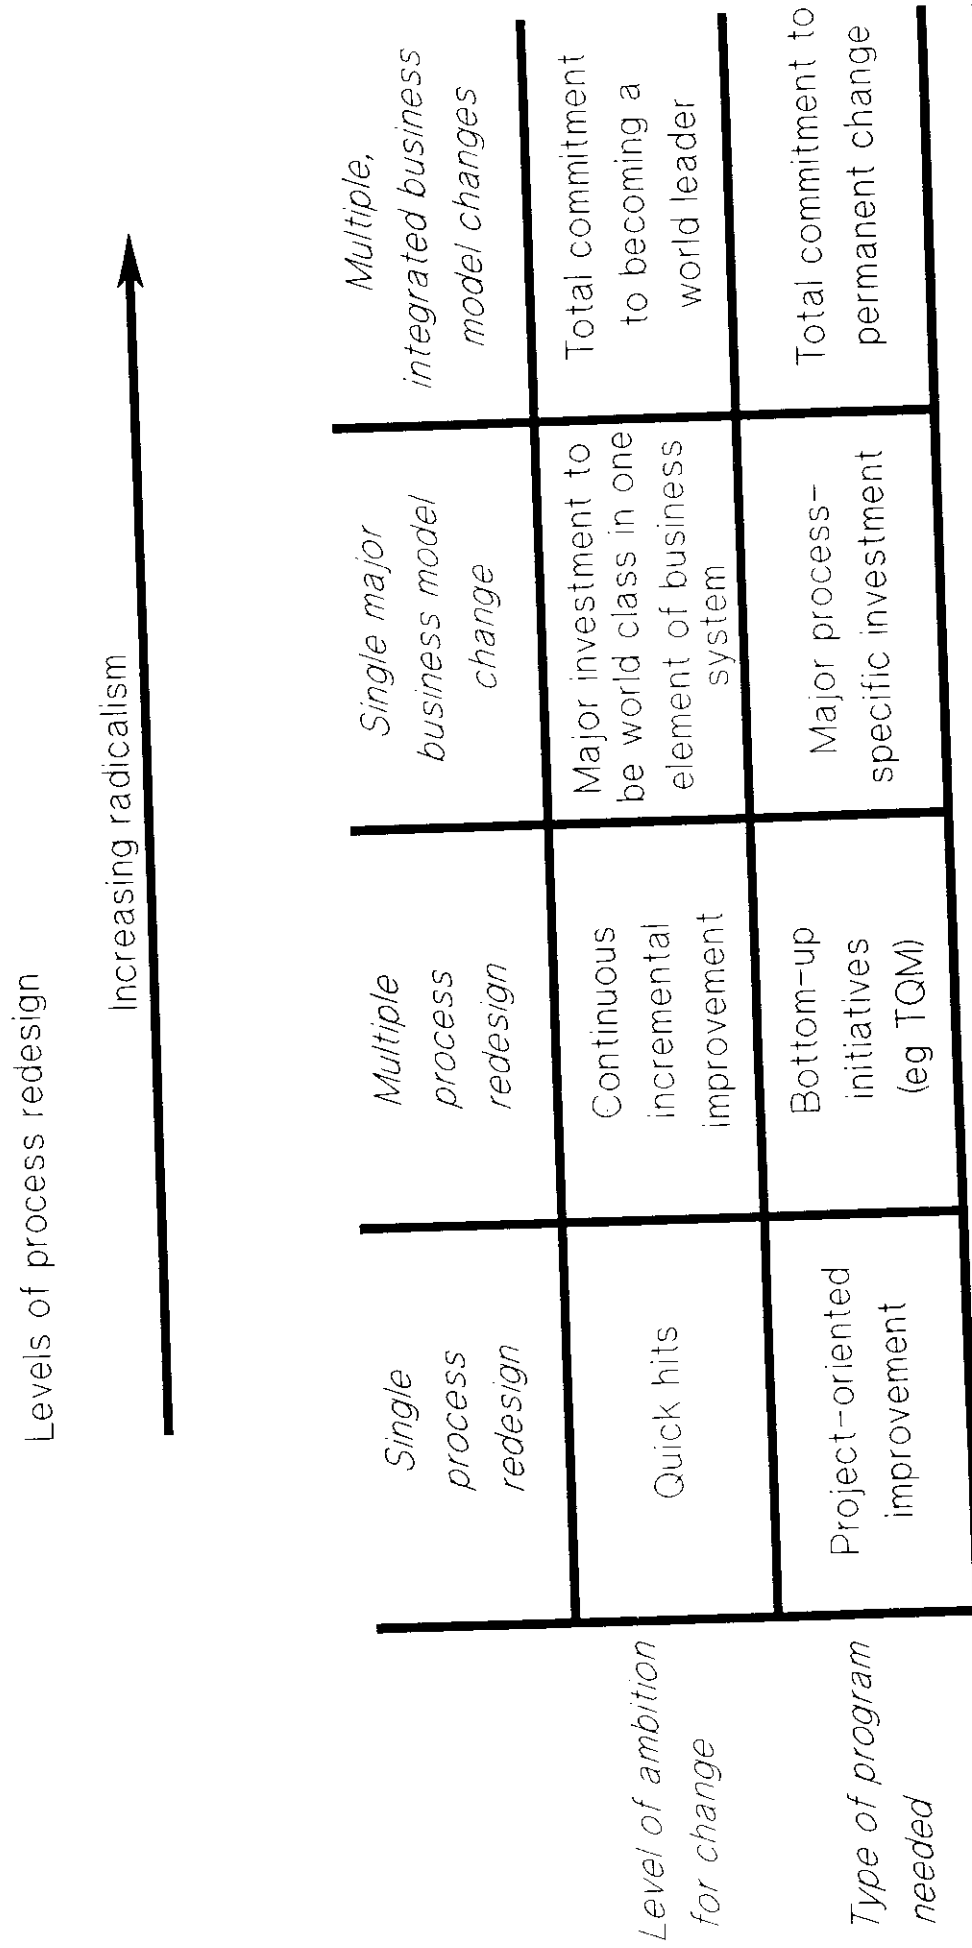 Levels of process redesign
Increasing radicalism
Single
process
redesign
Multiple
process
redesign
Single major
business model
change
Multiple,
integrated business
model changes
Level of ambition
for change
Quick hits
Continuous
incremental
improvement
Major investment to
be world class in one
element of business
system
Total commitment
to becoming a
world leader
Type of program
needed
Project-oriented
improvement
Bottom-up
initiatives
(eg TQM)
Major process-
specific investment
Total commitment to
permanent change